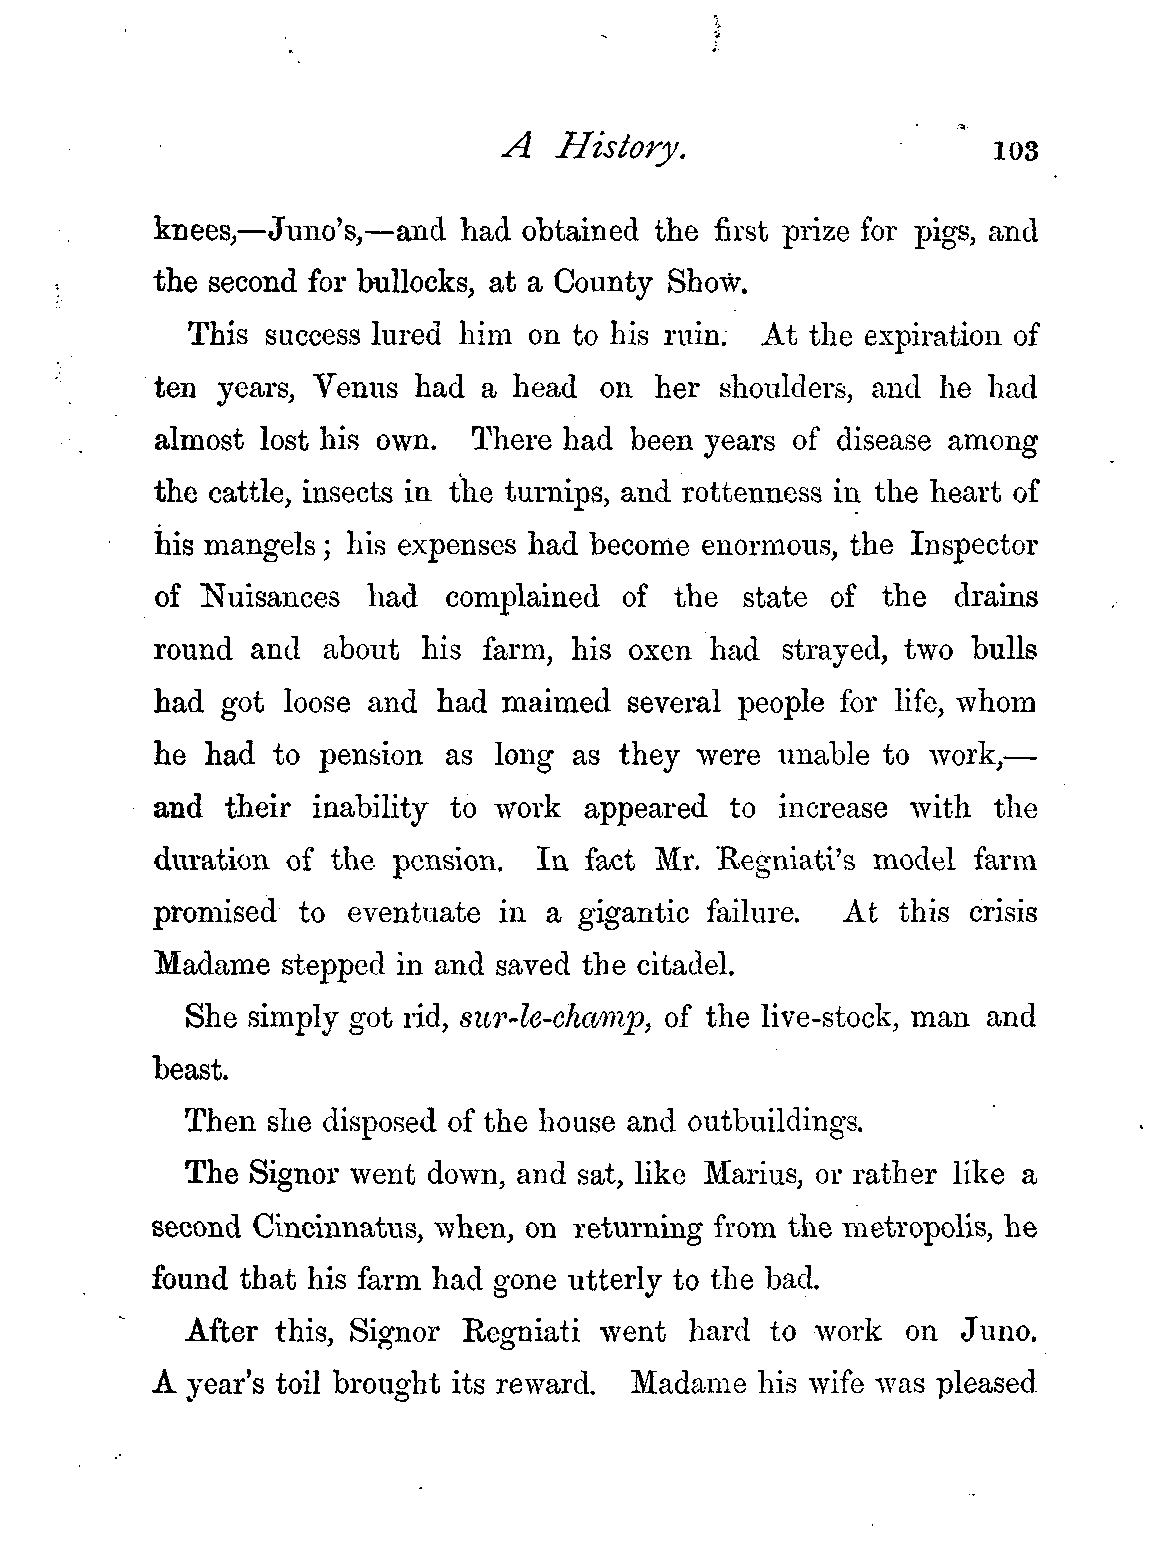 A History. 103
knees,—Juno's,—and had obtained the first prize for pigs, and
the second for bullocks, at a County Show.
This success lured him on to his ruin. At the expiration of
ten years, Venus had a head on her shoulders, and he had
almost lost his own. There had been years of disease among
the cattle, insects in the turnips, and rottenness in the heart of
his mangels; his expenses had become enormous, the Inspector
of Nuisances had complained of the state of the drains
round and about his farm, his oxen had strayed, two bulls
had got loose and had maimed several people for life, whom
he had to pension as long as they were unable to work,—
and their inability to work appeared to increase with the
duration of the pension. In fact Mr. Regniati's model farm
promised to eventuate in a gigantic failure. At this crisis
Madame stepped in and saved the citadel.
She simply got rid, sur-le-champ, of the live-stock, man and
beast.
Then she disposed of the house and outbuildings.
The Signor went down, and sat, like Marius, or rather like a
second Cincinnatus, when, on returning from the metropolis, he
found that his farm had gone utterly to the bad.
After this, Signor Regniati went hard to work on Juno.
A year's toil brought its reward. Madame his wife was pleased